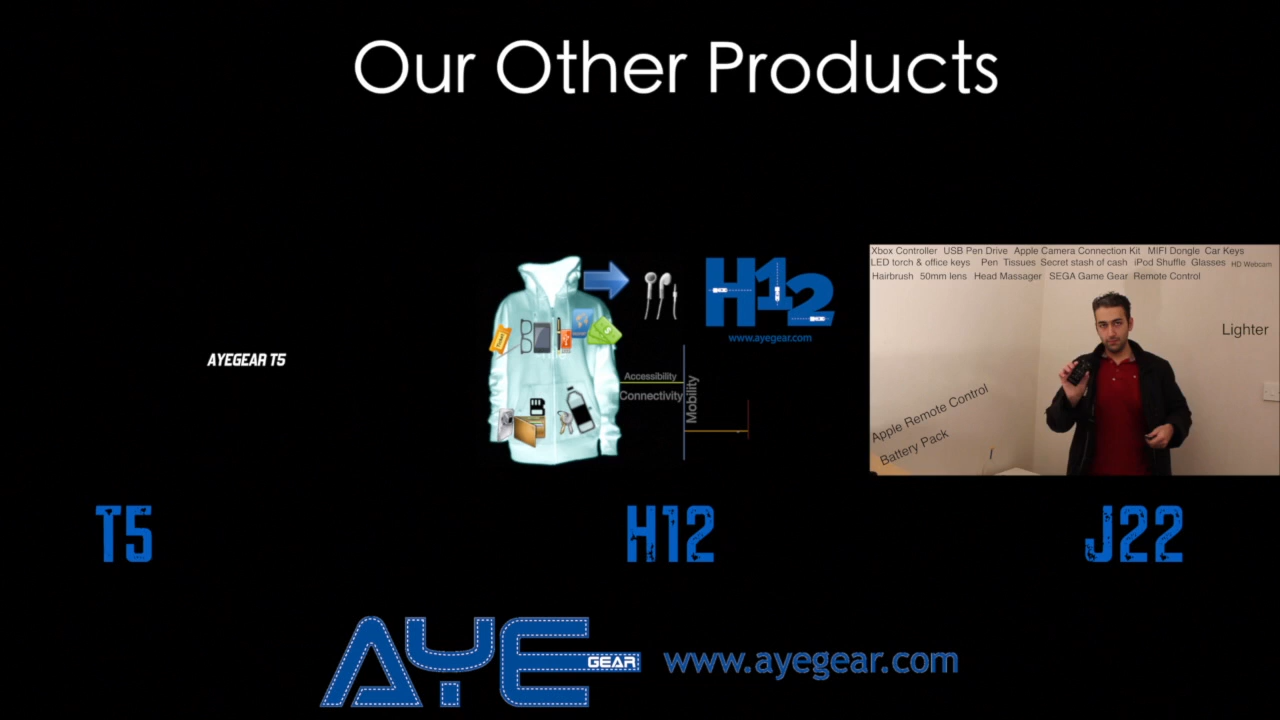 Our Other Products
AYEGEAR T5
H12
www.ayegear.com
Accessibility
Connectivity
Mobility
Xbox Controller USB Pen Drive Apple Camera Connection Kit MIFI Dongle Car Keys
LED torch & office keys Pen Tissues Secret stash of cash iPod Shuffle Glasses HD Webcam
Hairbrush 50mm lens Head Massager SEGA Game Gear Remote Control
Lighter
Apple Remote Control
Battery Pack
T5
H12
J22
AYE GEAR
www.ayegear.com